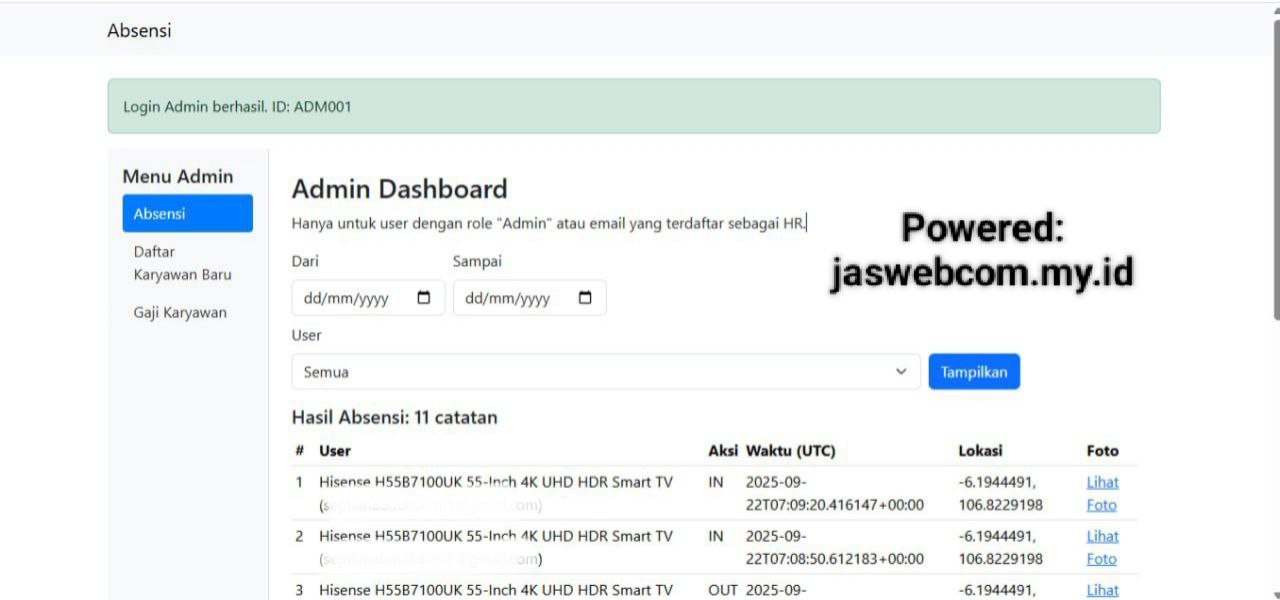 Absensi
Login Admin berhasil. ID: ADM001
Menu Admin
Absensi
Daftar
Karyawan Baru
Gaji Karyawan
Admin Dashboard
Hanya untuk user dengan role "Admin" atau email yang terdaftar sebagai HR.
Powered:
jaswebcom.my.id
Dari Sampai
dd/mm/yyyy dd/mm/yyyy
User
Semua Tampilkan
Hasil Absensi: 11 catatan
# User Aksi Waktu (UTC) Lokasi Foto
1 Hisense H55B7100UK 55-Inch 4K UHD HDR Smart TV IN 2025-09- -6.1944491, Lihat
22T07:09:20.416147+00:00 106.8229198 Foto
2 Hisense H55B7100UK 55-Inch 4K UHD HDR Smart TV IN 2025-09- -6.1944491, Lihat
22T07:08:50.612183+00:00 106.8229198 Foto
3 Hisense H55B7100UK 55-Inch 4K UHD HDR Smart TV OUT 2025-09- -6.1944491, Lihat